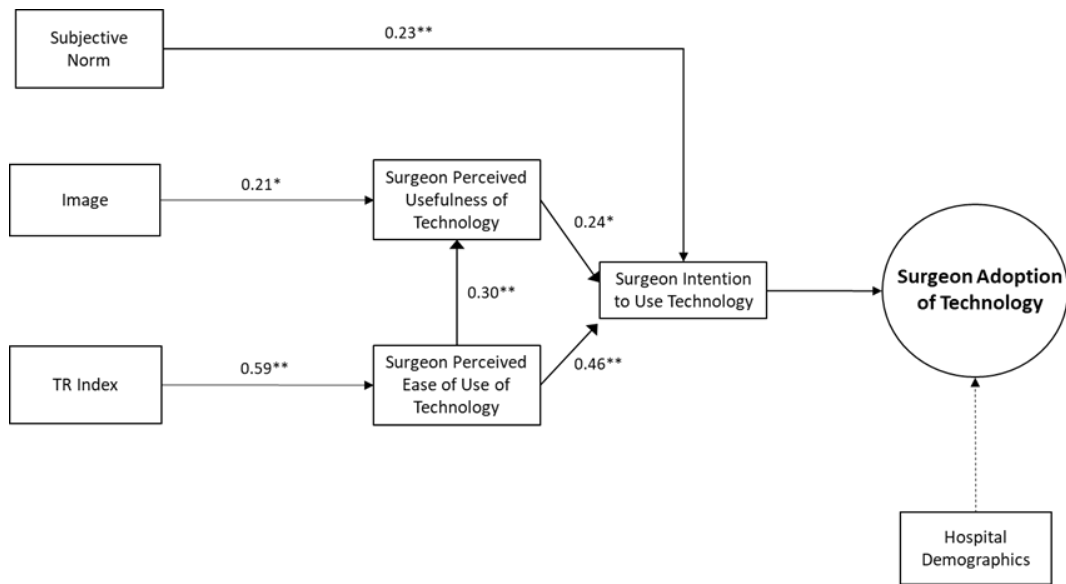 Subjective
Norm
0.23**
Image
0.21*
Surgeon Perceived
Usefulness of
Technology
0.24*
0.30**
Surgeon Intention
to Use Technology
Surgeon Adoption
of Technology
TR Index
0.59**
Surgeon Perceived
Ease of Use of
Technology
0.46**
Hospital
Demographics